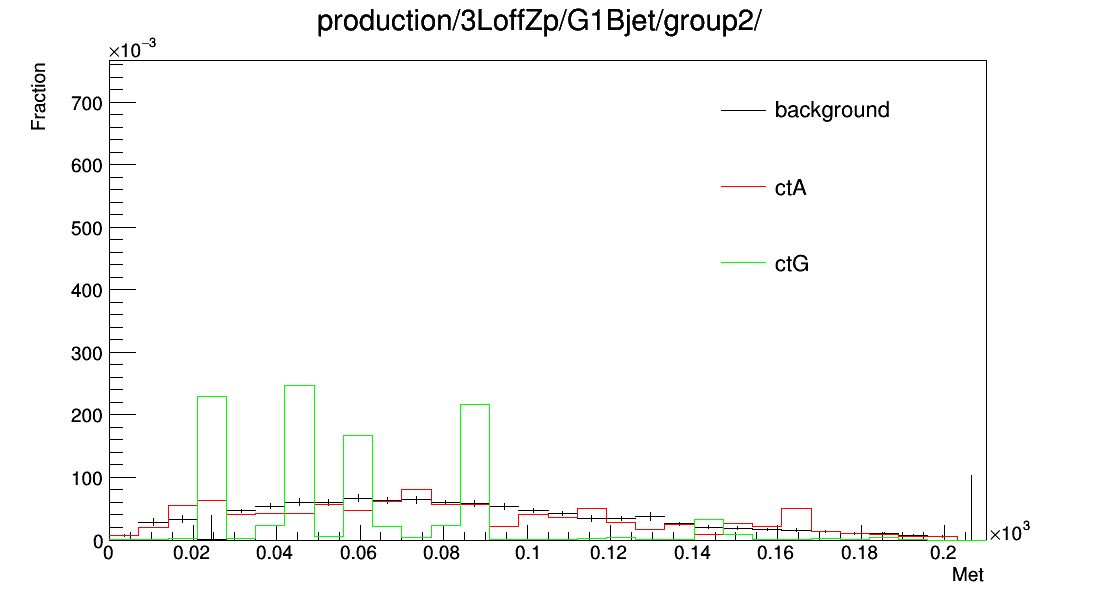 production/3LoffZp/G1Bjet/group2/
×10⁻³
Fraction
700
600
500
400
300
200
100
0
background
ctA
ctG
0 0.02 0.04 0.06 0.08 0.1 0.12 0.14 0.16 0.18 0.2
×10³
Met